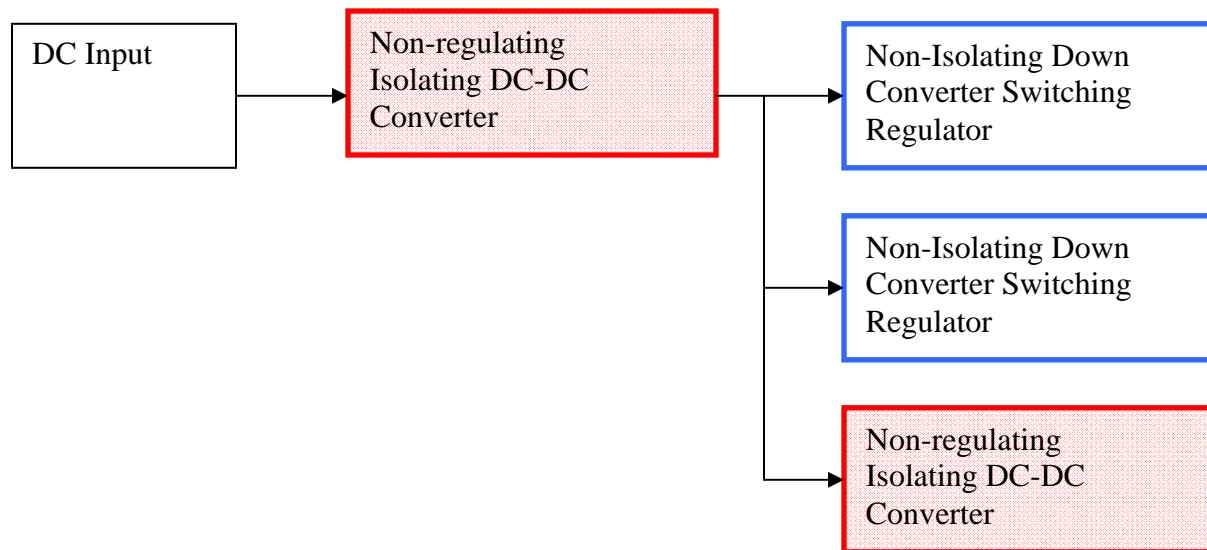 DC Input
Non-regulating
Isolating DC-DC
Converter
Non-Isolating Down
Converter Switching
Regulator
Non-Isolating Down
Converter Switching
Regulator
Non-regulating
Isolating DC-DC
Converter